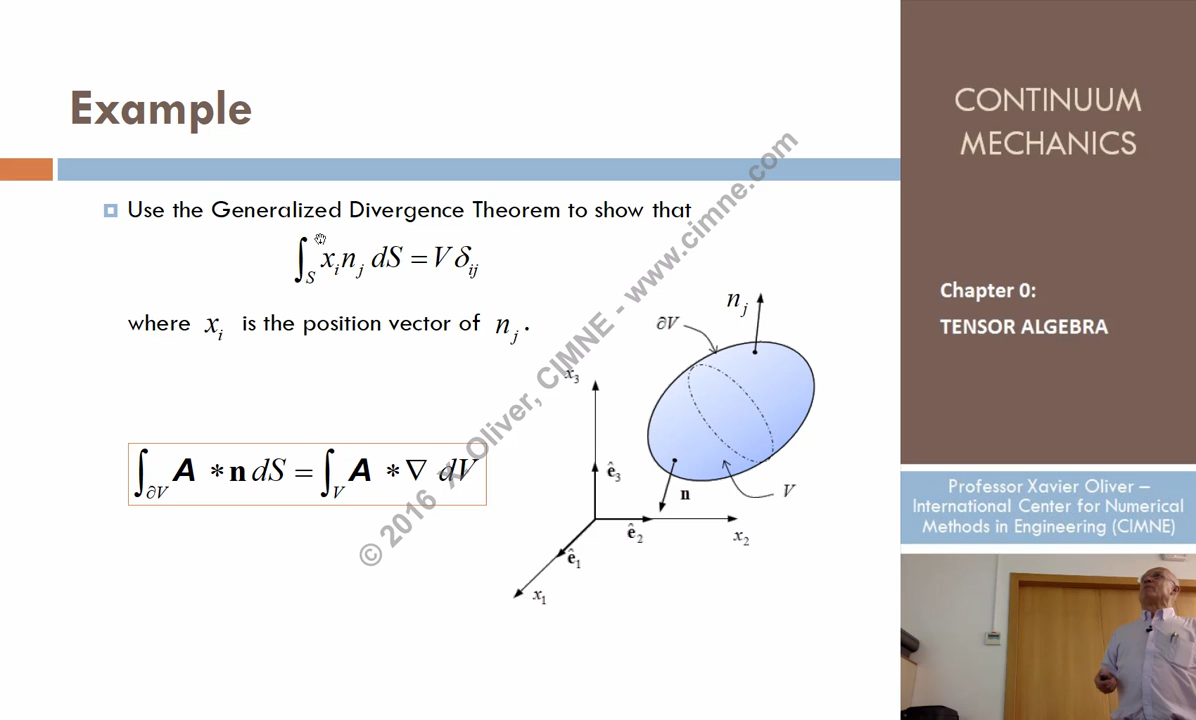 Example
Use the Generalized Divergence Theorem to show that
∫_S x_i n_j dS = V δ_ij
where x_i is the position vector of n_j.
∫_∂V A * n dS = ∫_V A * ∇ dV
n_j
∂V
x_3
ê_3
n
V
ê_2
x_2
ê_1
x_1
© 2016 X. Oliver, CIMNE - www.cimne.com
CONTINUUM
MECHANICS
Chapter 0:
TENSOR ALGEBRA
Professor Xavier Oliver –
International Center for Numerical
Methods in Engineering (CIMNE)